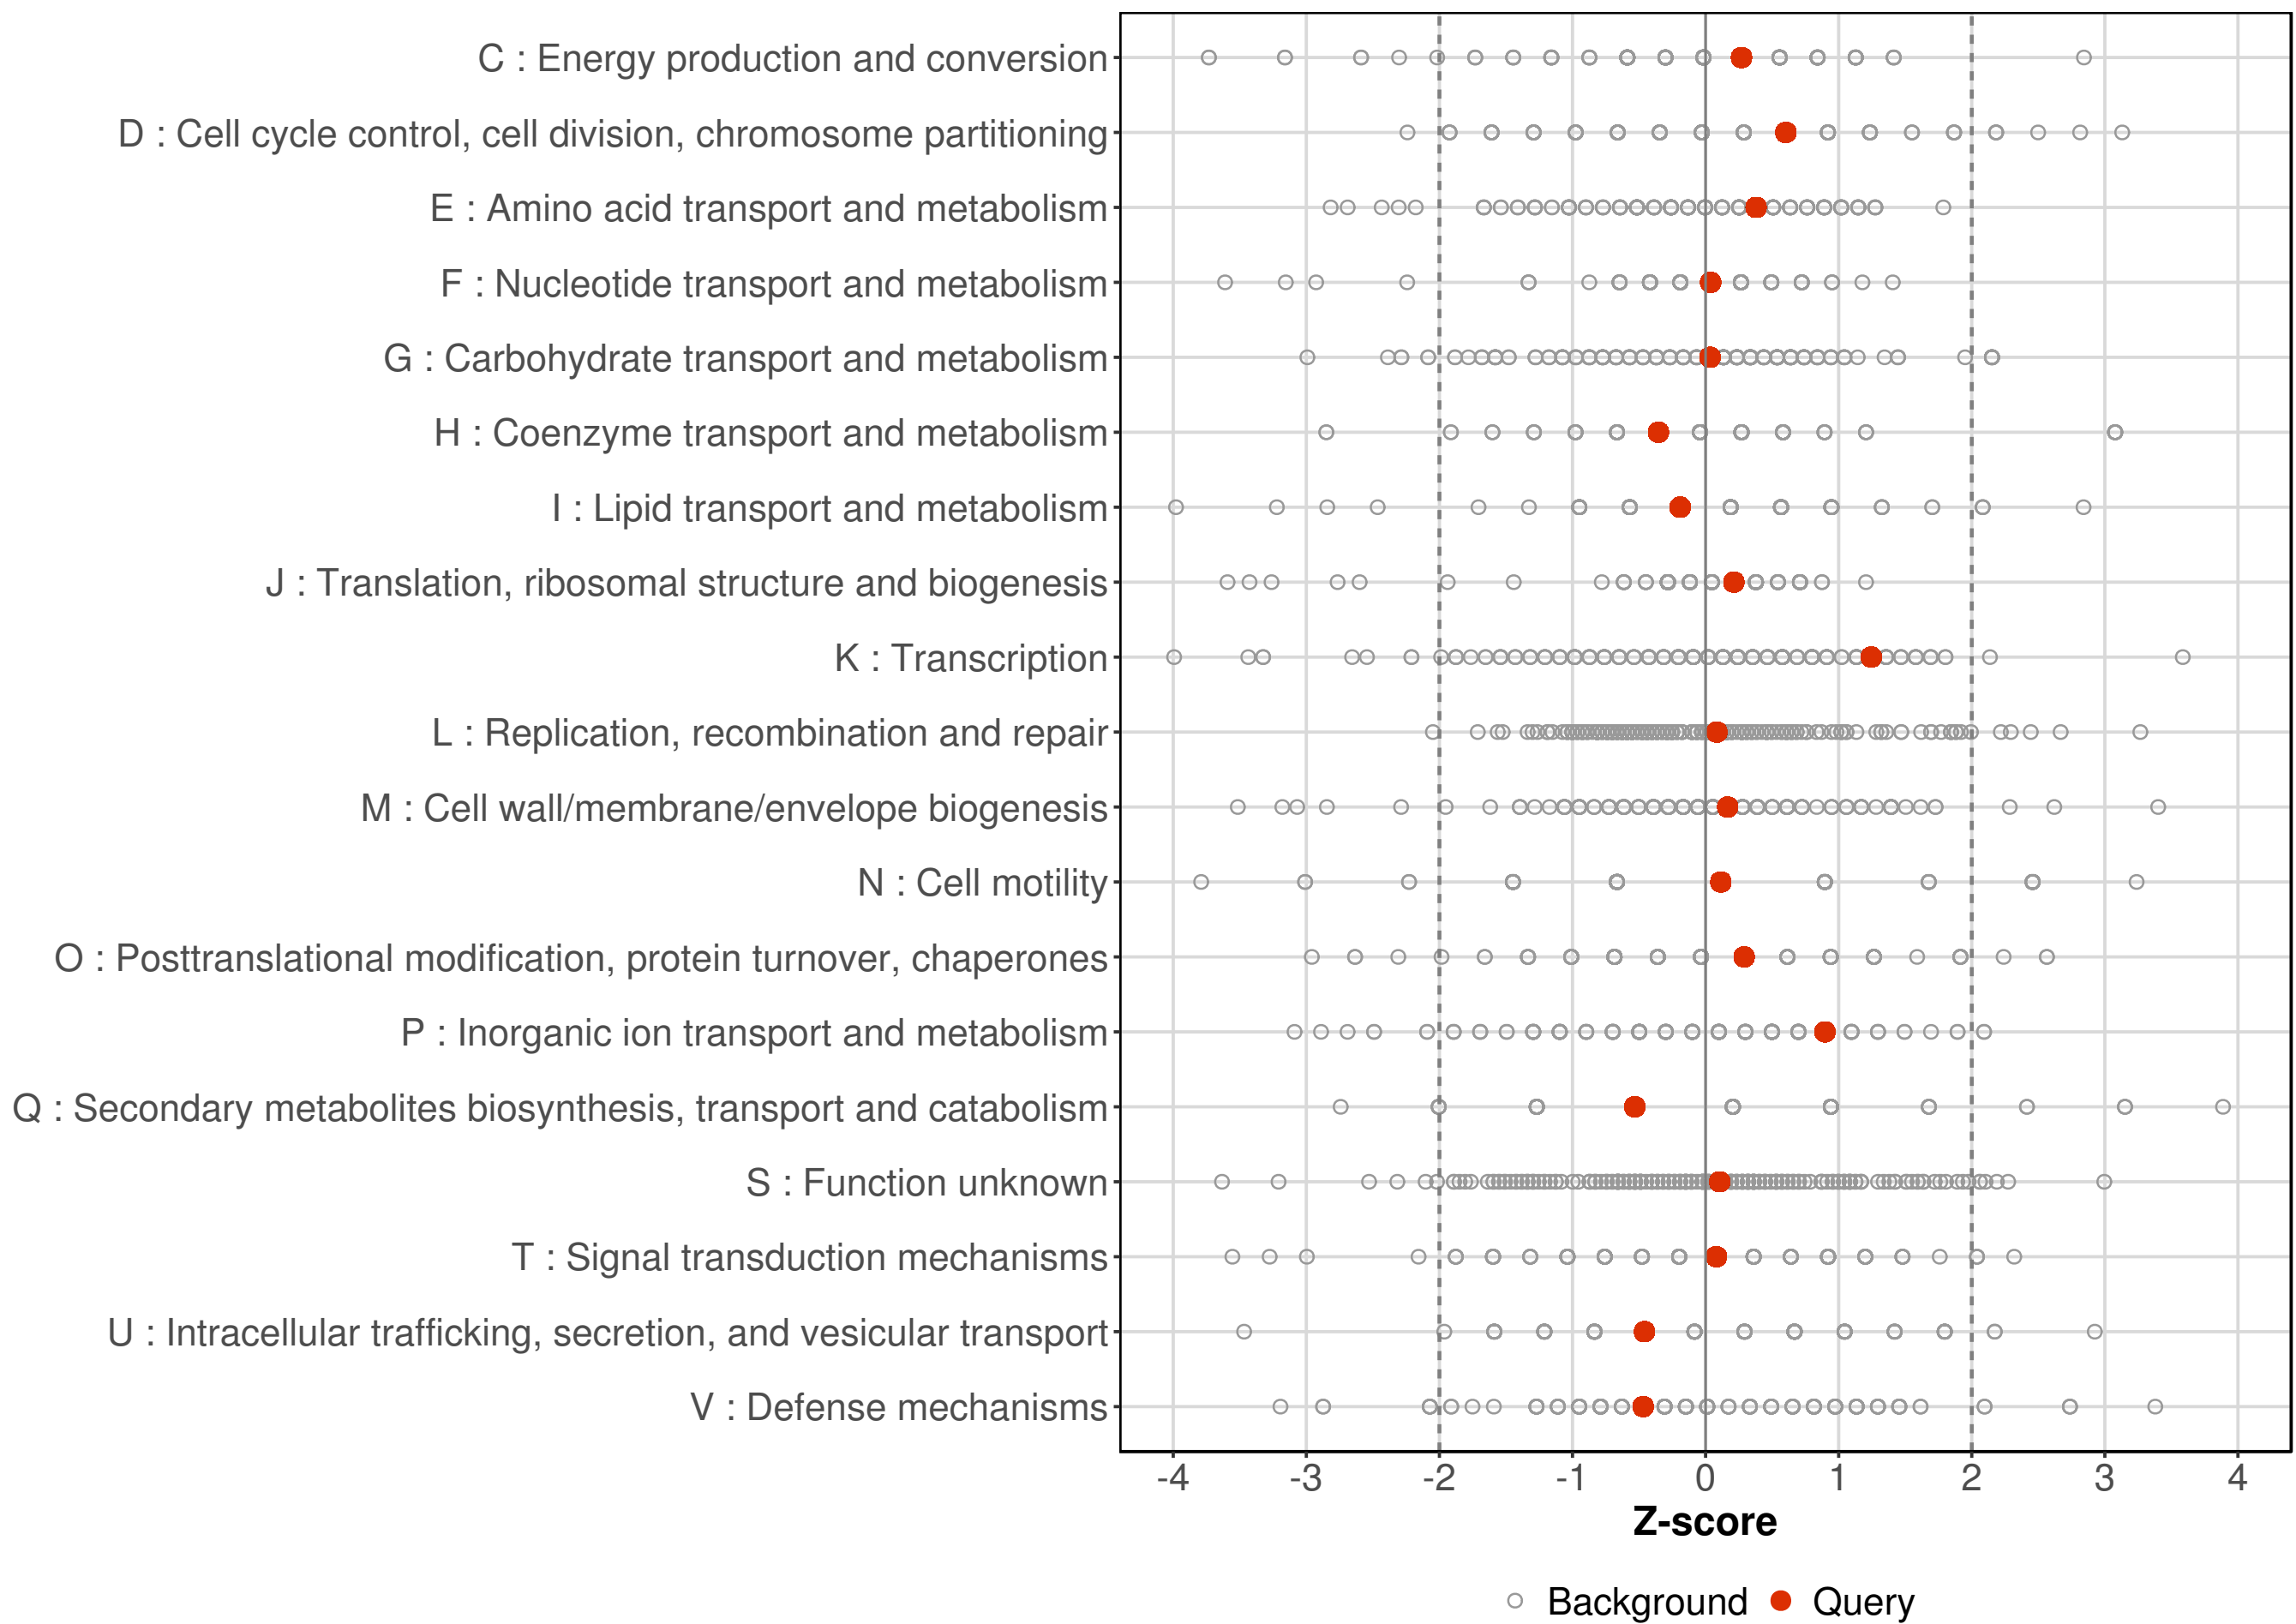 C : Energy production and conversion
D : Cell cycle control, cell division, chromosome partitioning
E : Amino acid transport and metabolism
F : Nucleotide transport and metabolism
G : Carbohydrate transport and metabolism
H : Coenzyme transport and metabolism
I : Lipid transport and metabolism
J : Translation, ribosomal structure and biogenesis
K : Transcription
L : Replication, recombination and repair
M : Cell wall/membrane/envelope biogenesis
N : Cell motility
O : Posttranslational modification, protein turnover, chaperones
P : Inorganic ion transport and metabolism
Q : Secondary metabolites biosynthesis, transport and catabolism
S : Function unknown
T : Signal transduction mechanisms
U : Intracellular trafficking, secretion, and vesicular transport
V : Defense mechanisms
-4 -3 -2 -1 0 1 2 3 4
Z-score
Background Query